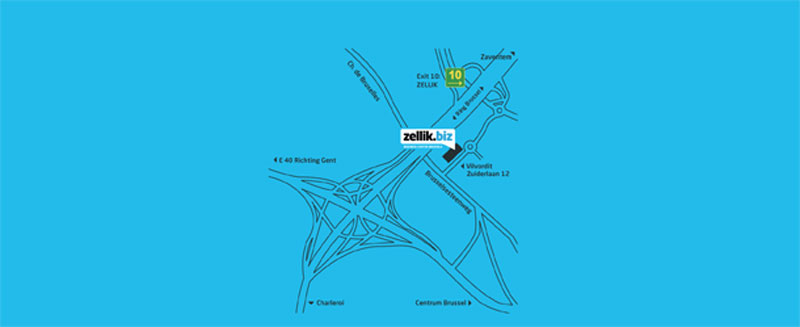 Zaventem
Ch. de Bruxelles
Exit 10
ZELLIK
10
Ring Brussel
zellik.biz
E 40 Richting Gent
Vilvordit
Zuiderlaan 12
Brusselsesteenweg
Charleroi
Centrum Brussel